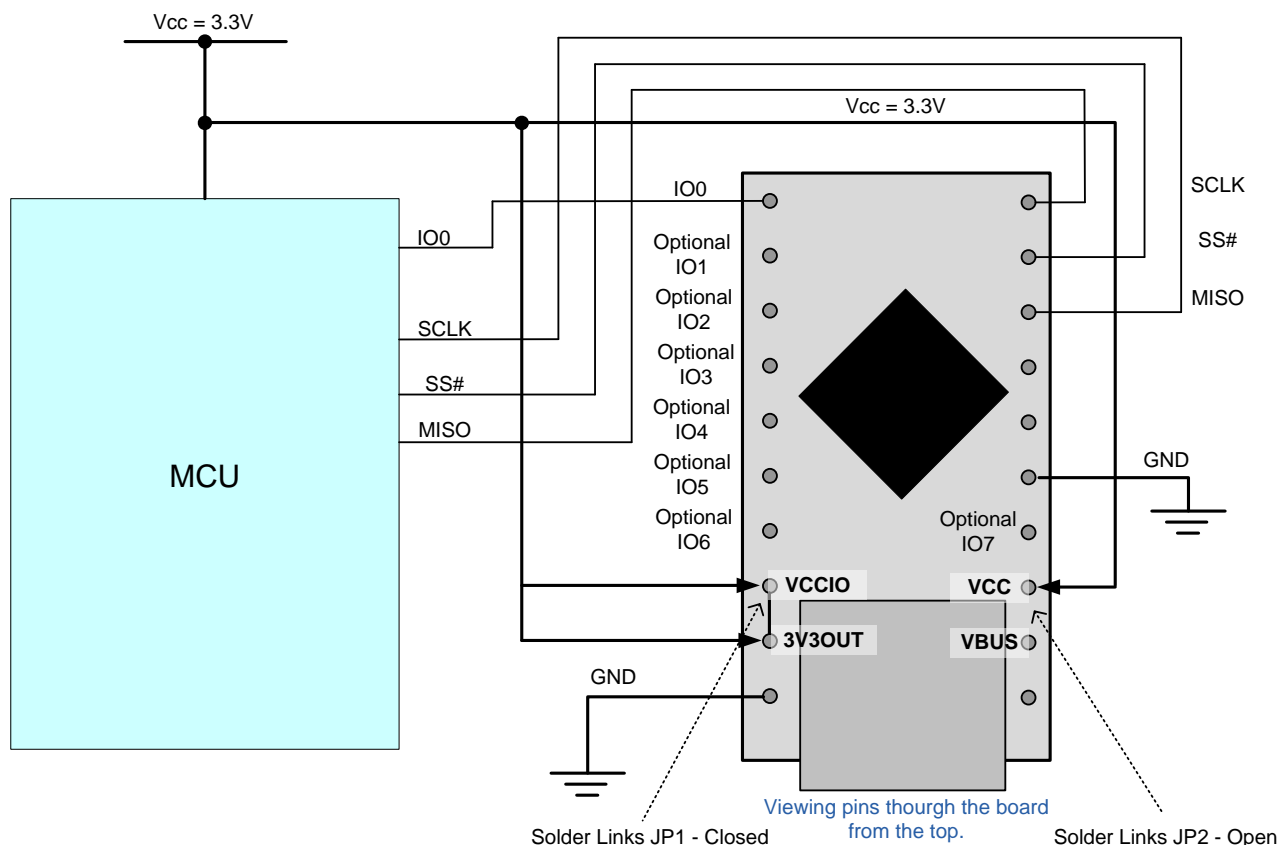 Vcc = 3.3V
Vcc = 3.3V
IO0
SCLK
IO0
Optional
IO1
SS#
Optional
IO2
MISO
SCLK
Optional
IO3
SS#
Optional
IO4
MISO
MCU
Optional
IO5
GND
Optional
IO6
Optional
IO7
VCCIO
VCC
3V3OUT
VBUS
GND
Viewing pins thourgh the board
from the top.
Solder Links JP1 - Closed
Solder Links JP2 - Open